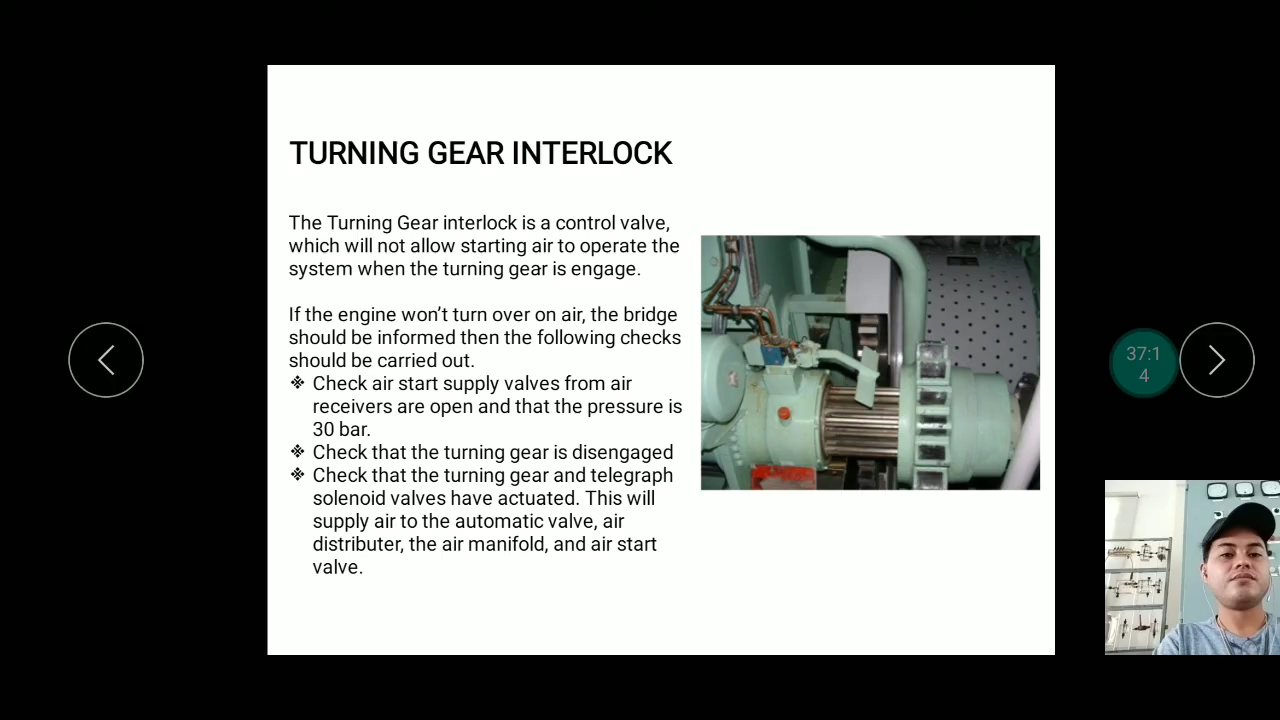 TURNING GEAR INTERLOCK
The Turning Gear interlock is a control valve,
which will not allow starting air to operate the
system when the turning gear is engage.
If the engine won’t turn over on air, the bridge
should be informed then the following checks
should be carried out.
❖ Check air start supply valves from air
receivers are open and that the pressure is
30 bar.
❖ Check that the turning gear is disengaged
❖ Check that the turning gear and telegraph
solenoid valves have actuated. This will
supply air to the automatic valve, air
distributer, the air manifold, and air start
valve.
37:1
4